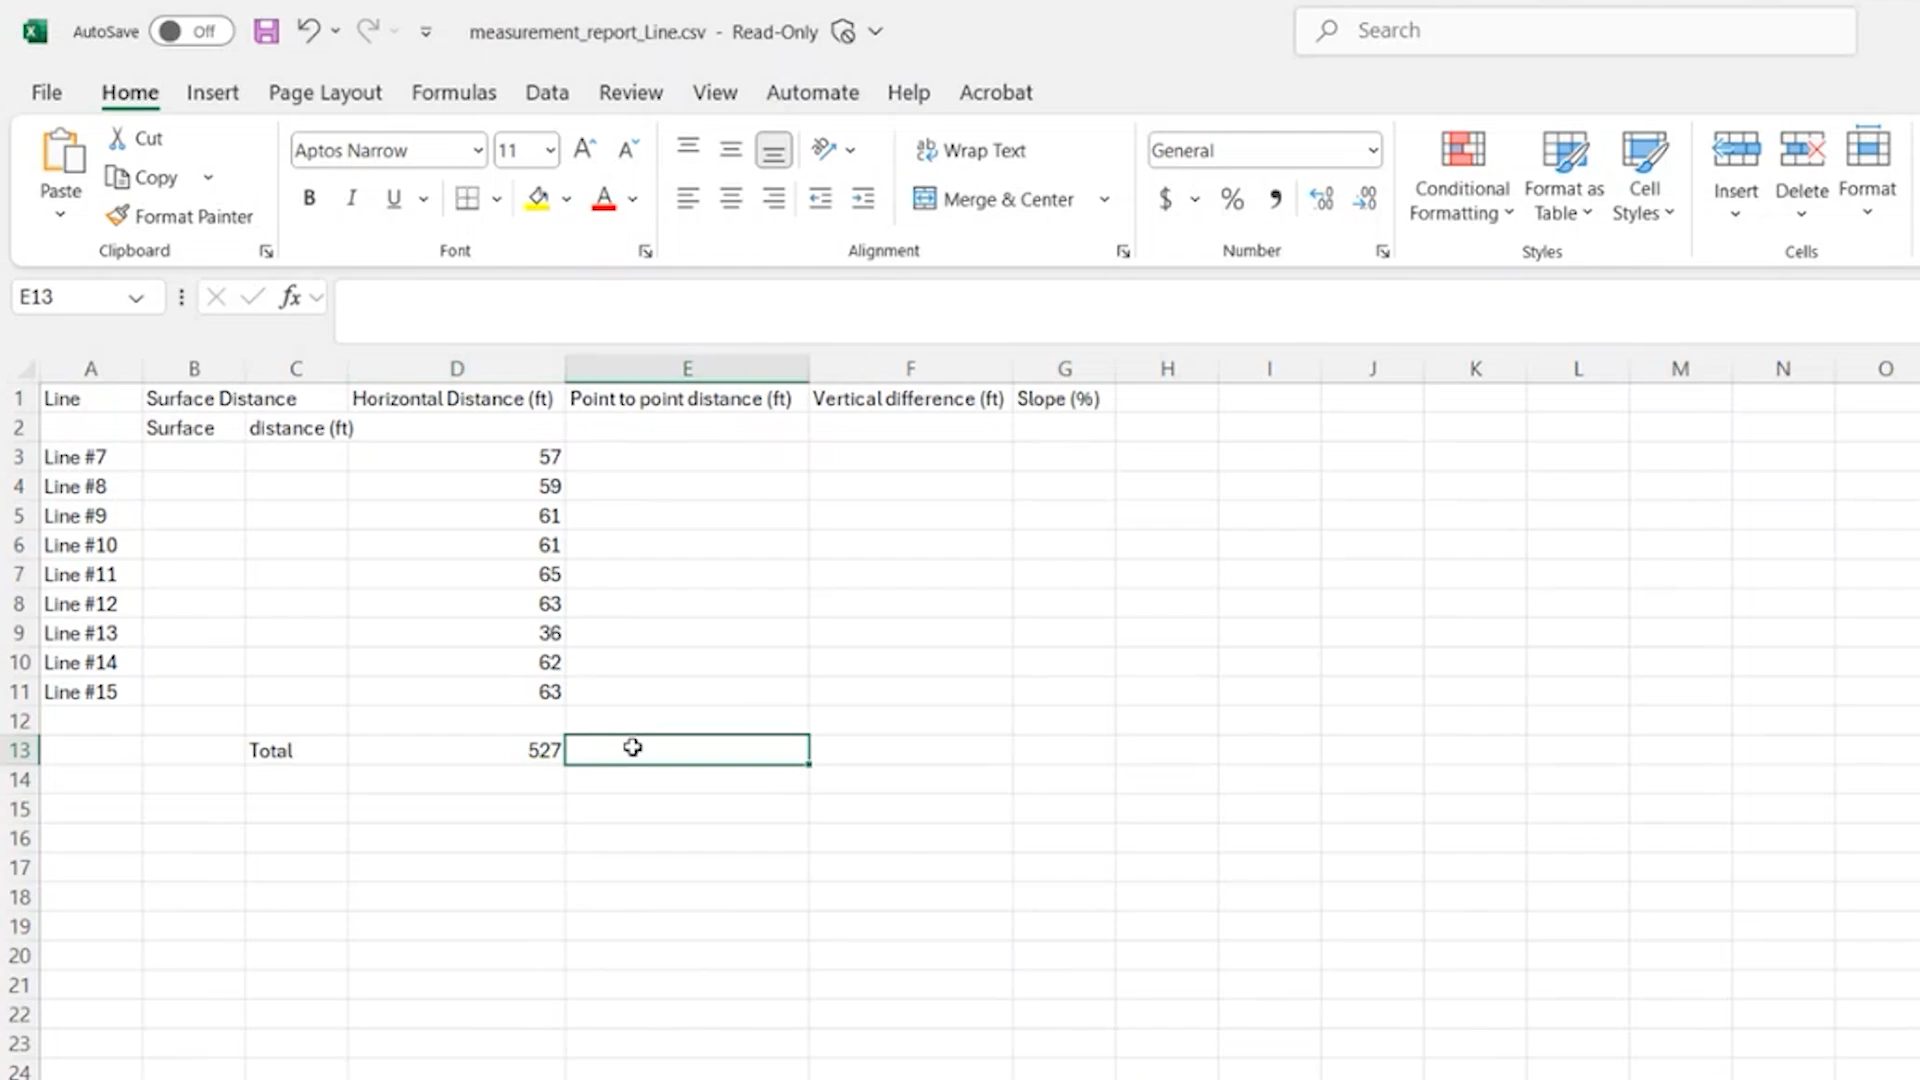 AutoSave Off measurement_report_Line.csv - Read-Only Search
File Home Insert Page Layout Formulas Data Review View Automate Help Acrobat
Paste Cut Copy Format Painter
Clipboard
Aptos Narrow 11 A A
B I U A
Font
ab Wrap Text
Merge & Center
Alignment
General
$ % , .00 .00
Number
Conditional Formatting Format as Table Cell Styles
Styles
Insert Delete Format
Cells
E13 fx
A B C D E F G H I J K L M N O
1 Line Surface Distance Horizontal Distance (ft) Point to point distance (ft) Vertical difference (ft) Slope (%)
2 Surface distance (ft)
3 Line #7 57
4 Line #8 59
5 Line #9 61
6 Line #10 61
7 Line #11 65
8 Line #12 63
9 Line #13 36
10 Line #14 62
11 Line #15 63
12
13 Total 527
14
15
16
17
18
19
20
21
22
23
24